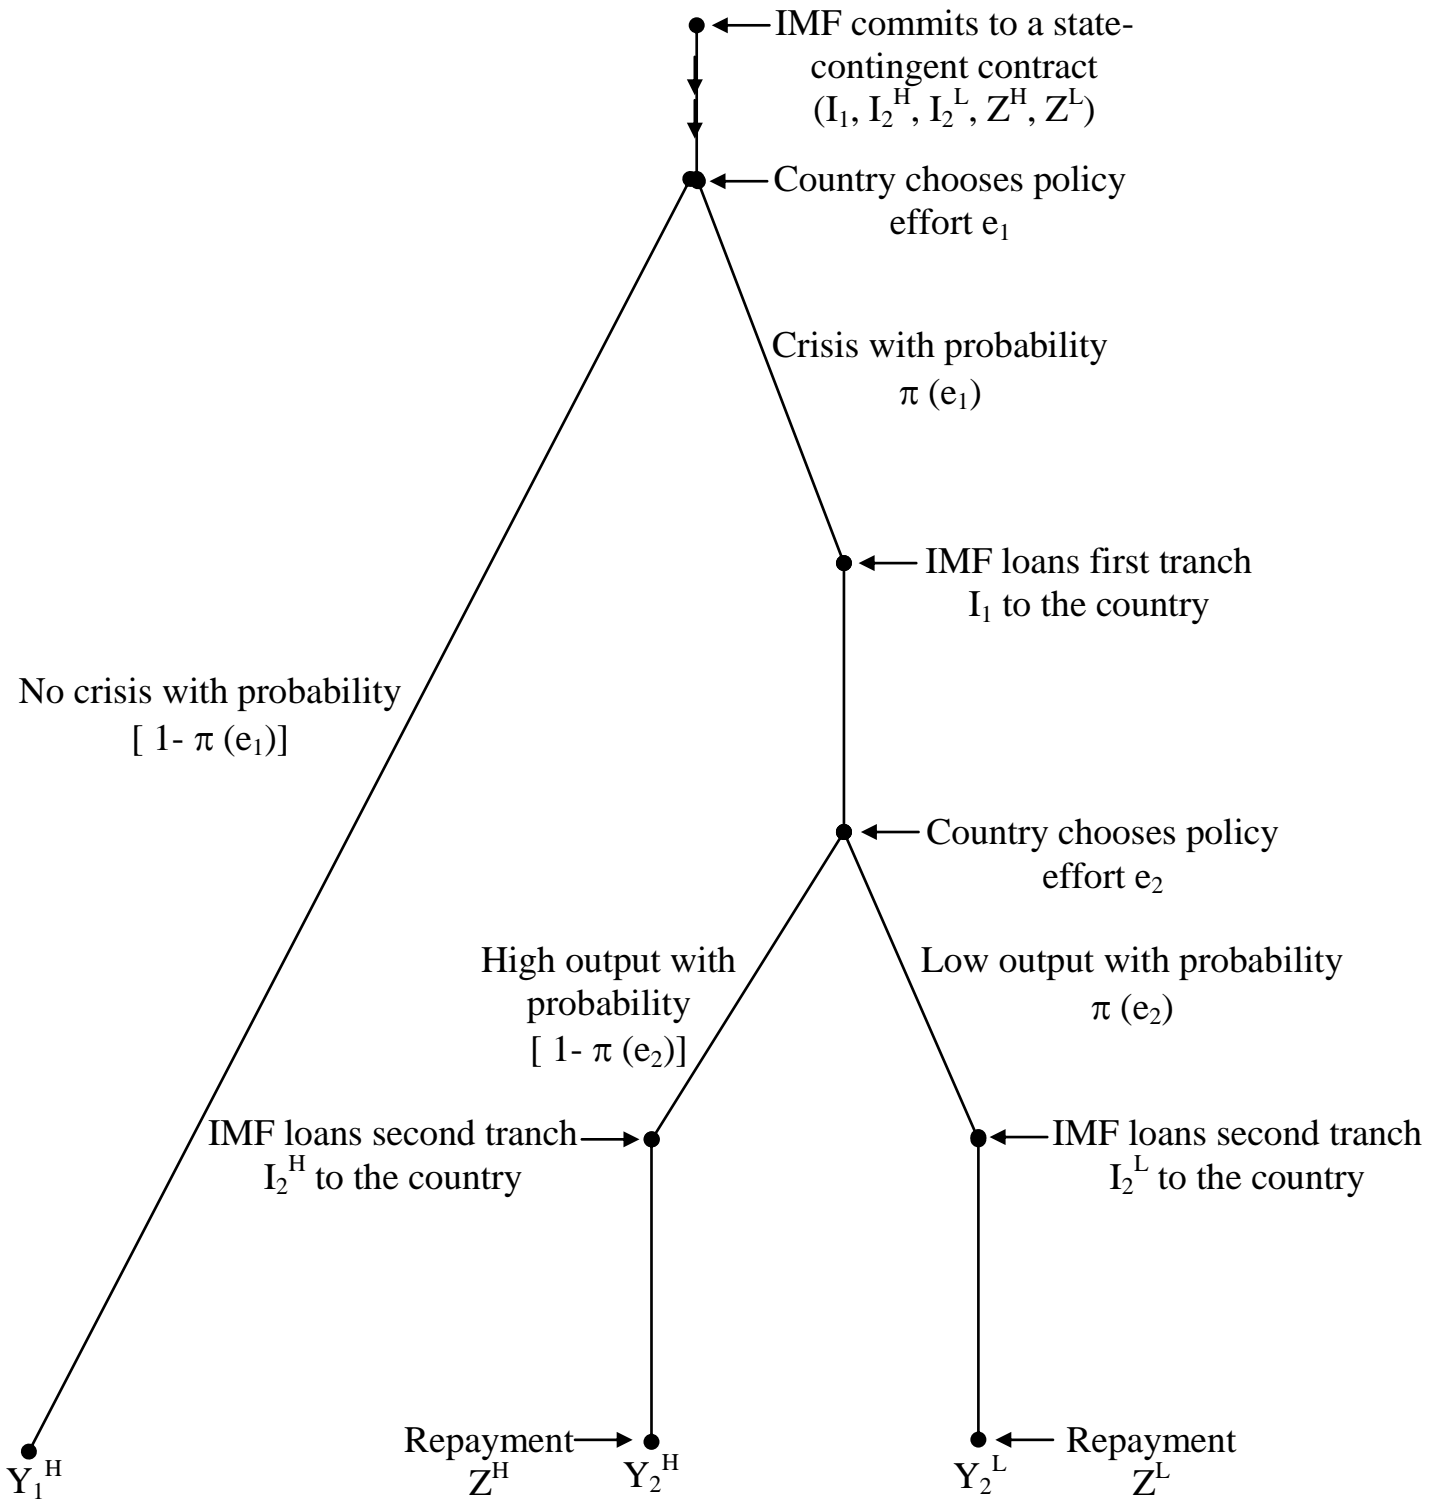 IMF commits to a state-
contingent contract
(I₁, I₂ᴴ, I₂ᴸ, Zᴴ, Zᴸ)
Country chooses policy
effort e₁
Crisis with probability
π (e₁)
IMF loans first tranch
I₁ to the country
No crisis with probability
[ 1- π (e₁)]
Country chooses policy
effort e₂
High output with
probability
[ 1- π (e₂)]
Low output with probability
π (e₂)
IMF loans second tranch
I₂ᴴ to the country
IMF loans second tranch
I₂ᴸ to the country
Y₁ᴴ
Repayment
Zᴴ
Y₂ᴴ
Y₂ᴸ
Repayment
Zᴸ